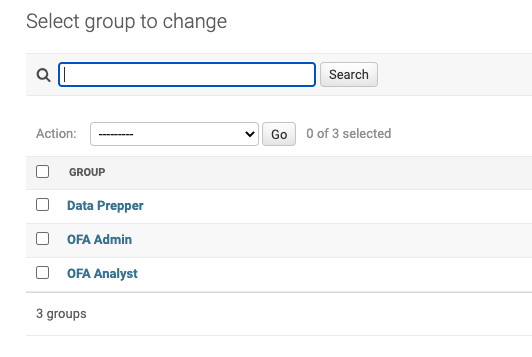 Select group to change
Search
Action: --------- Go 0 of 3 selected
GROUP
Data Prepper
OFA Admin
OFA Analyst
3 groups